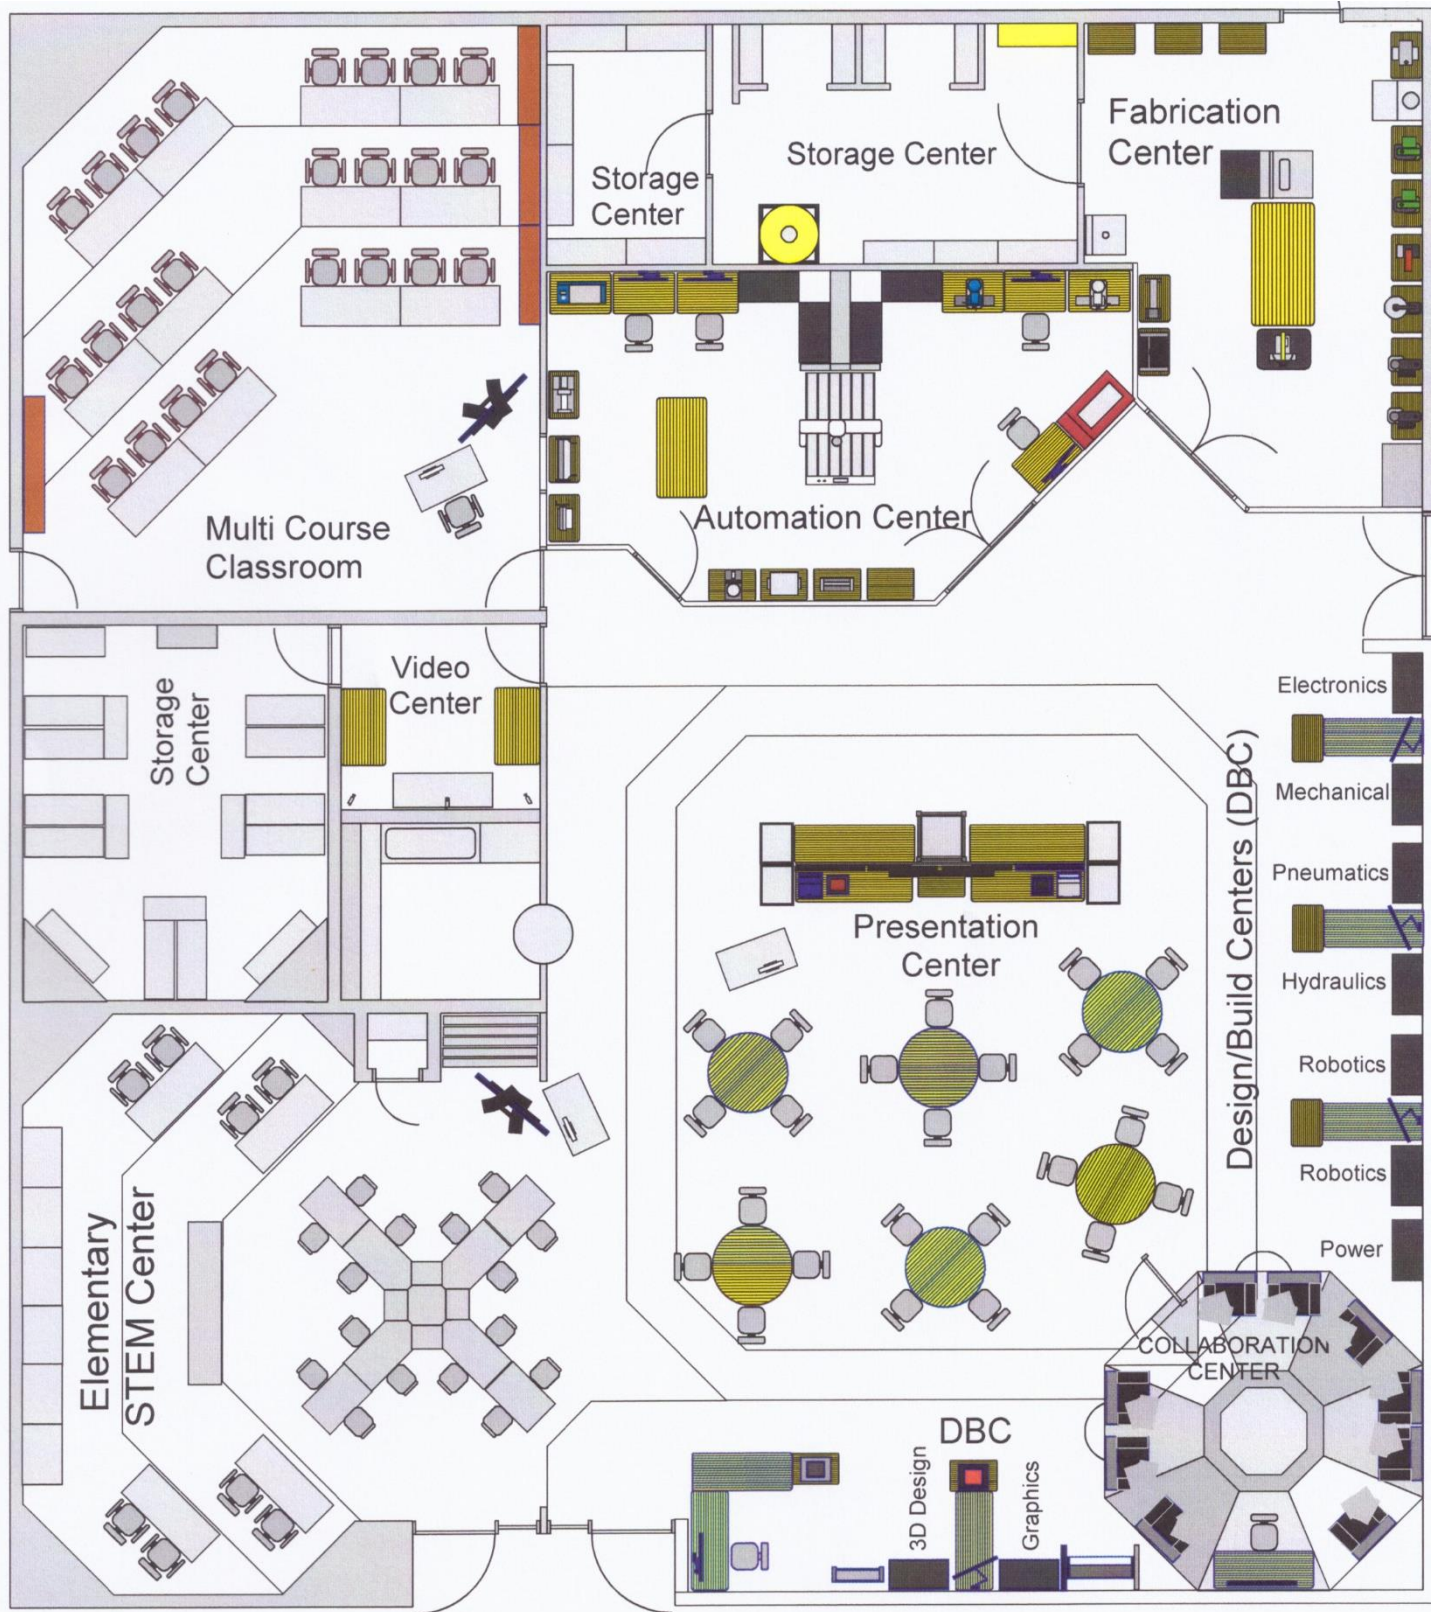 Fabrication
Center
Storage Center
Storage
Center
Automation Center
Multi Course
Classroom
Video
Center
Storage
Center
Electronics
Mechanical
Pneumatics
Hydraulics
Robotics
Robotics
Power
Design/Build Centers (DBC)
Presentation
Center
Elementary
STEM Center
COLLABORATION
CENTER
DBC
3D Design
Graphics